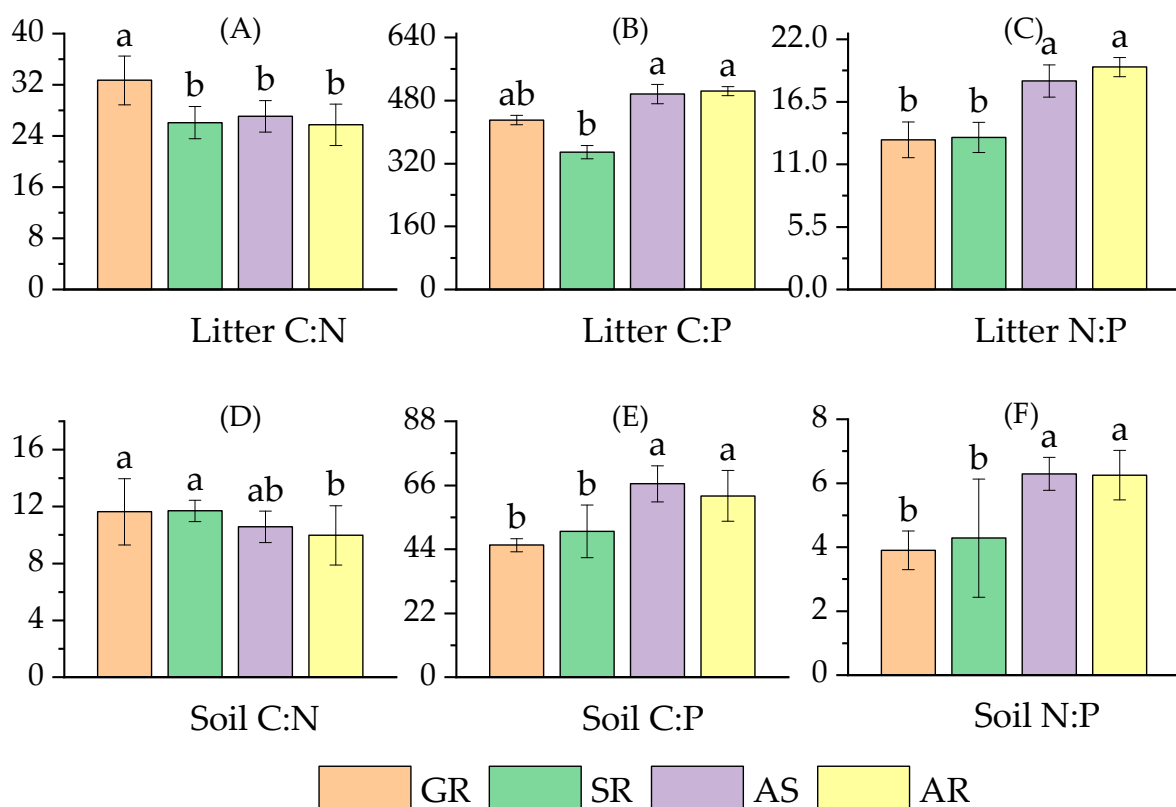 (A)
40
32
24
16
8
0
a
b
b
b
Litter C:N
(B)
640
480
320
160
0
ab
b
a
a
Litter C:P
(C)
22.0
16.5
11.0
5.5
0.0
b
b
a
a
Litter N:P
(D)
16
12
8
4
0
a
a
ab
b
Soil C:N
(E)
88
66
44
22
0
b
b
a
a
Soil C:P
(F)
8
6
4
2
0
b
b
a
a
Soil N:P
GR SR AS AR